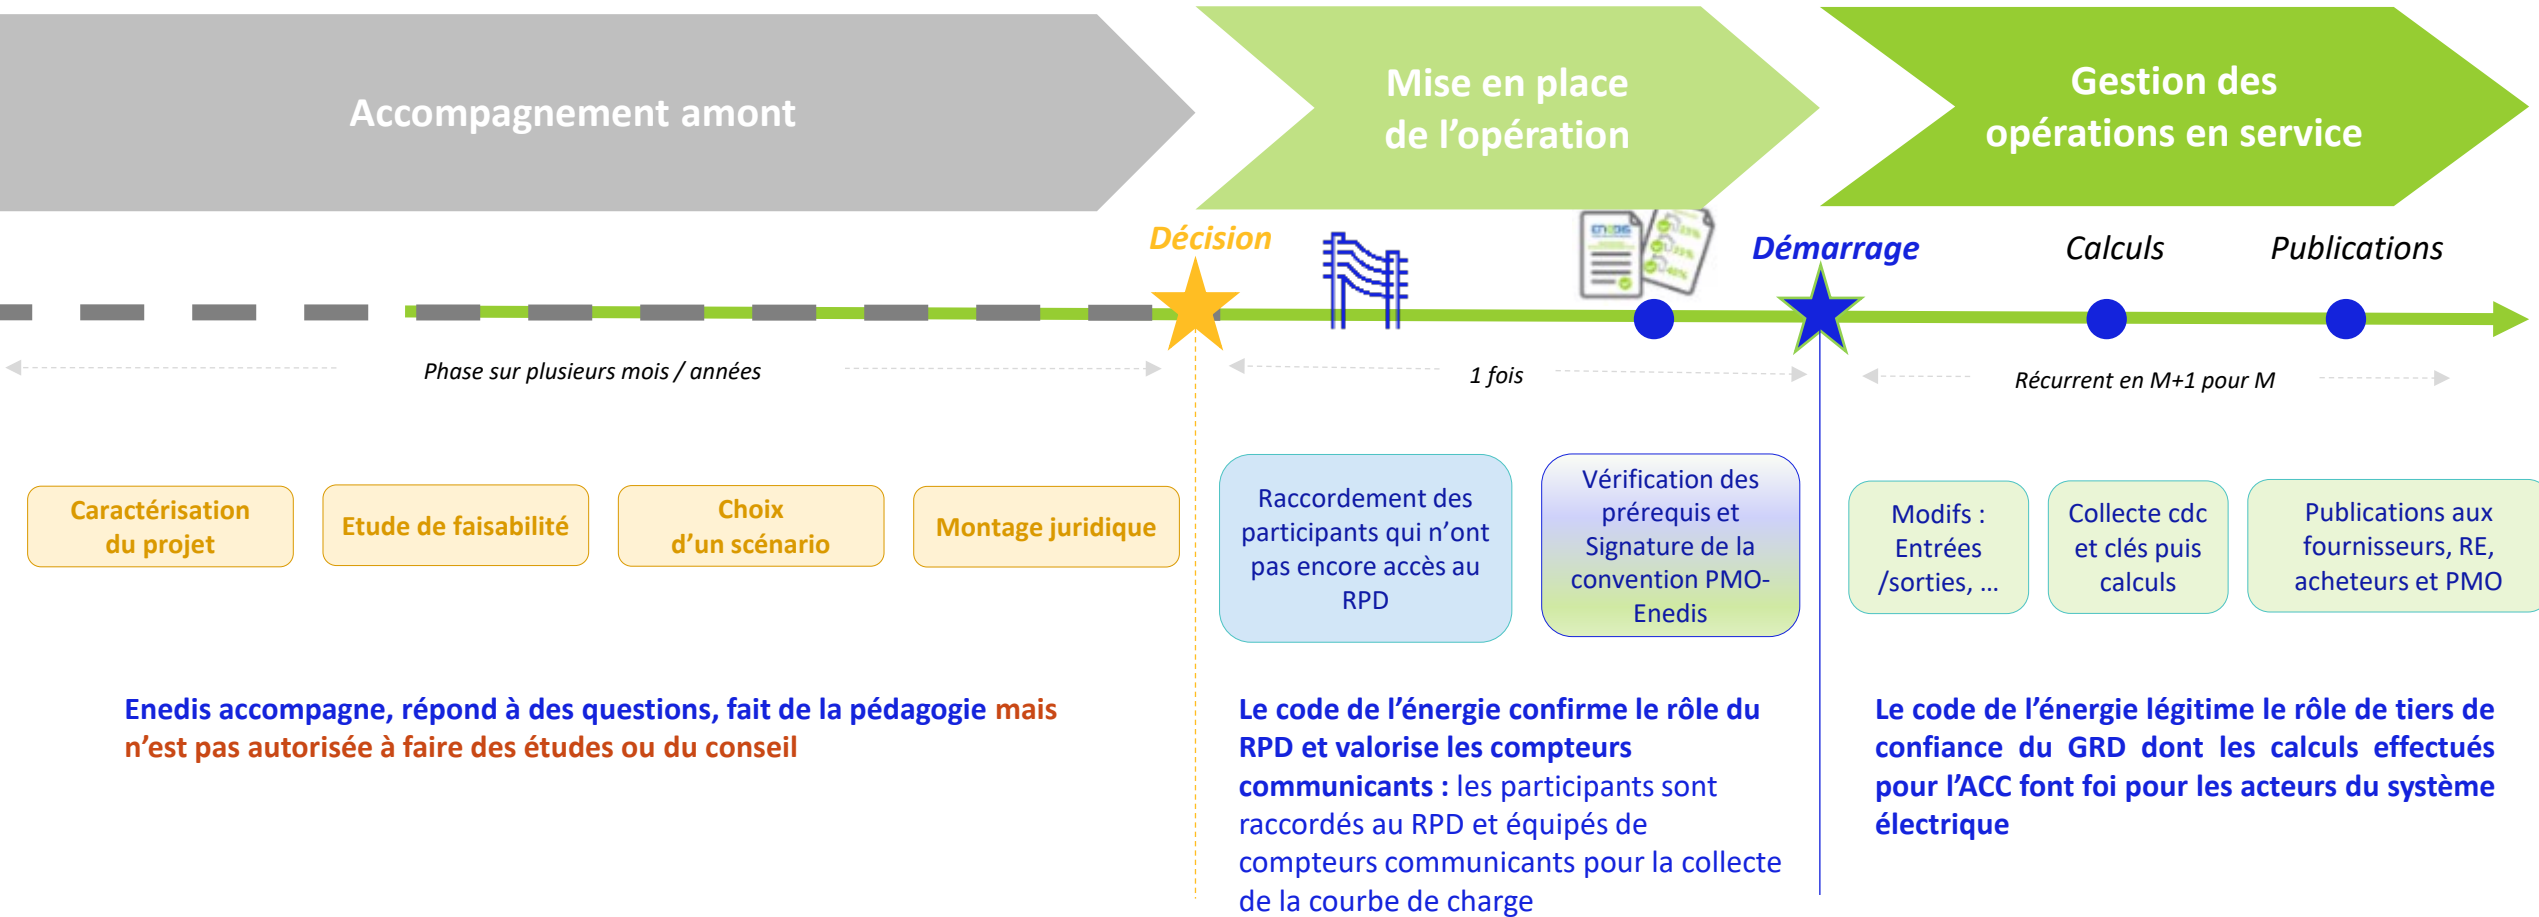 Accompagnement amont
Mise en place
de l’opération
Gestion des
opérations en service
Décision
Démarrage
Calculs
Publications
Phase sur plusieurs mois / années
1 fois
Récurrent en M+1 pour M
Caractérisation
du projet
Etude de faisabilité
Choix
d’un scénario
Montage juridique
Raccordement des
participants qui n’ont
pas encore accès au
RPD
Vérification des
prérequis et
Signature de la
convention PMO-
Enedis
Modifs :
Entrées
/sorties, …
Collecte cdc
et clés puis
calculs
Publications aux
fournisseurs, RE,
acheteurs et PMO
Enedis accompagne, répond à des questions, fait de la pédagogie mais
n’est pas autorisée à faire des études ou du conseil
Le code de l’énergie confirme le rôle du
RPD et valorise les compteurs
communicants : les participants sont
raccordés au RPD et équipés de
compteurs communicants pour la collecte
de la courbe de charge
Le code de l’énergie légitime le rôle de tiers de
confiance du GRD dont les calculs effectués
pour l’ACC font foi pour les acteurs du système
électrique